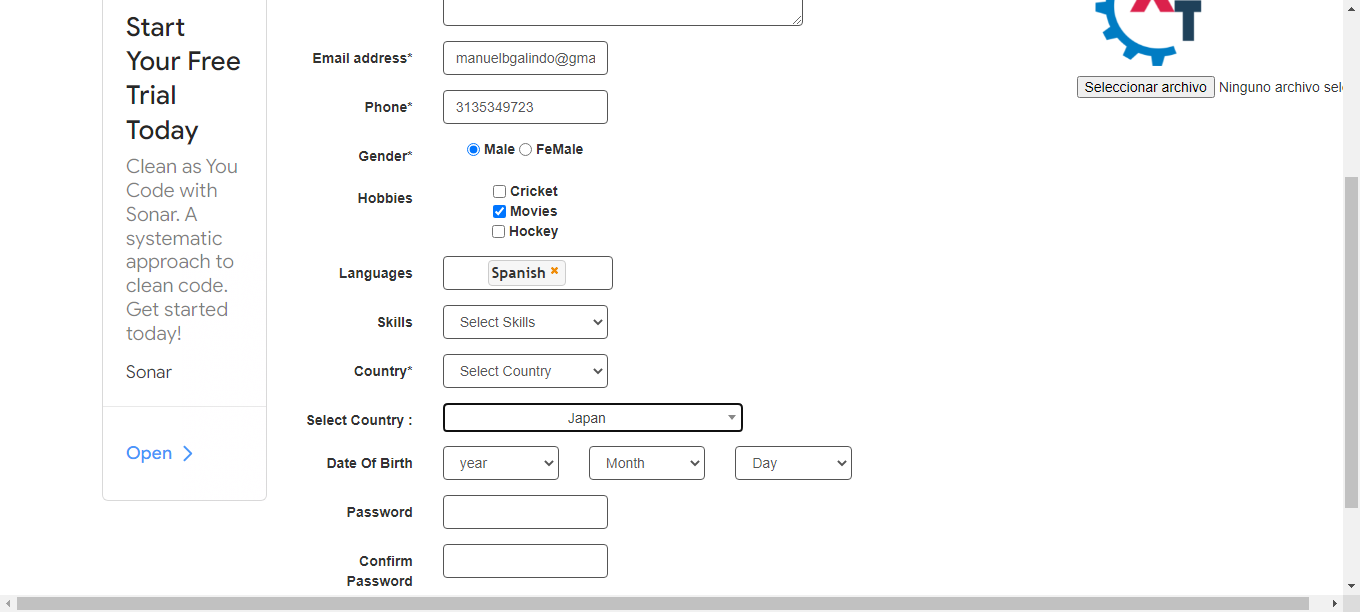 Start
Your Free
Trial
Today
Clean as You
Code with
Sonar. A
systematic
approach to
clean code.
Get started
today!
Sonar
Open
Email address*
manuelbgalindo@gma
Phone*
3135349723
Gender*
Male FeMale
Hobbies
Cricket
Movies
Hockey
Languages
Spanish
Skills
Select Skills
Country*
Select Country
Select Country :
Japan
Date Of Birth
year Month Day
Password
Confirm
Password
Seleccionar archivo Ninguno archivo sel